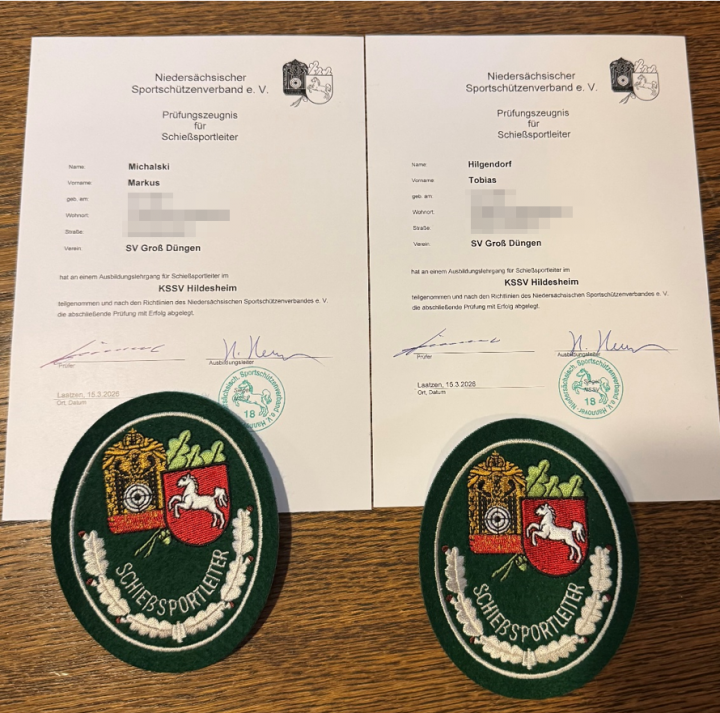 Niedersächsischer
Sportschützenverband e. V.
Prüfungszeugnis
für
Schießsportleiter
Name: Michalski
Vorname: Markus
geb. am:
Wohnort:
Straße:
Verein: SV Groß Düngen
hat an einem Ausbildungslehrgang für Schießsportleiter im
KSSV Hildesheim
teilgenommen und nach den Richtlinien des Niedersächsischen Sportschützenverbandes e. V.
die abschließende Prüfung mit Erfolg abgelegt.
Prüfer
Ausbildungsleiter
Laatzen, 15.3.2026
Ort, Datum
18
SCHIEßSPORTLEITER
Niedersächsischer
Sportschützenverband e. V.
Prüfungszeugnis
für
Schießsportleiter
Name: Hilgendorf
Vorname: Tobias
geb. am:
Wohnort:
Straße:
Verein: SV Groß Düngen
hat an einem Ausbildungslehrgang für Schießsportleiter im
KSSV Hildesheim
teilgenommen und nach den Richtlinien des Niedersächsischen Sportschützenverbandes e. V.
die abschließende Prüfung mit Erfolg abgelegt.
Prüfer
Ausbildungsleiter
Laatzen, 15.3.2026
Ort, Datum
Niedersächsisch. Sportschützenverband e.V. Hannover
18
SCHIEßSPORTLEITER